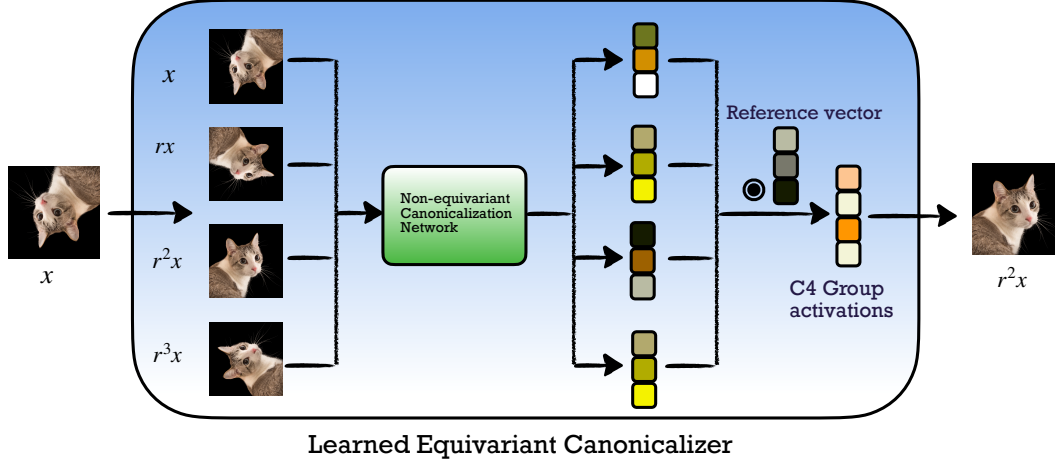 x
rx
r²x
r³x
x
Non-equivariant
Canonicalization
Network
Reference vector
C4 Group
activations
r²x
Learned Equivariant Canonicalizer